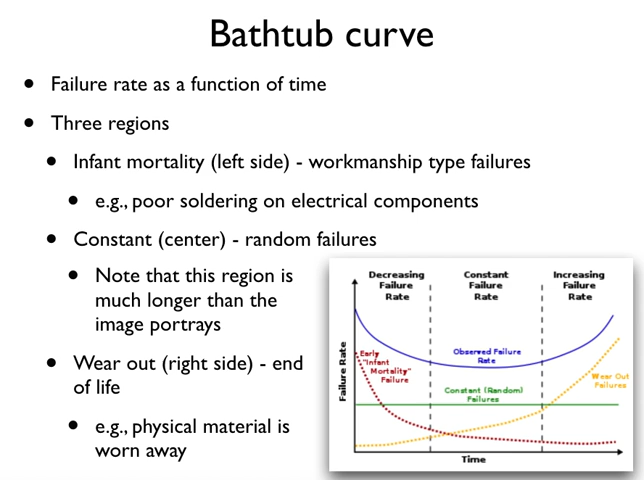 Bathtub curve
• Failure rate as a function of time
• Three regions
• Infant mortality (left side) - workmanship type failures
• e.g., poor soldering on electrical components
• Constant (center) - random failures
• Note that this region is
much longer than the
image portrays
• Wear out (right side) - end
of life
• e.g., physical material is
worn away
Decreasing
Failure
Rate
Constant
Failure
Rate
Increasing
Failure
Rate
Failure Rate
Early
"Infant
Mortality"
Failure
Observed Failure
Rate
Constant (Random)
Failures
Wear Out
Failures
Time